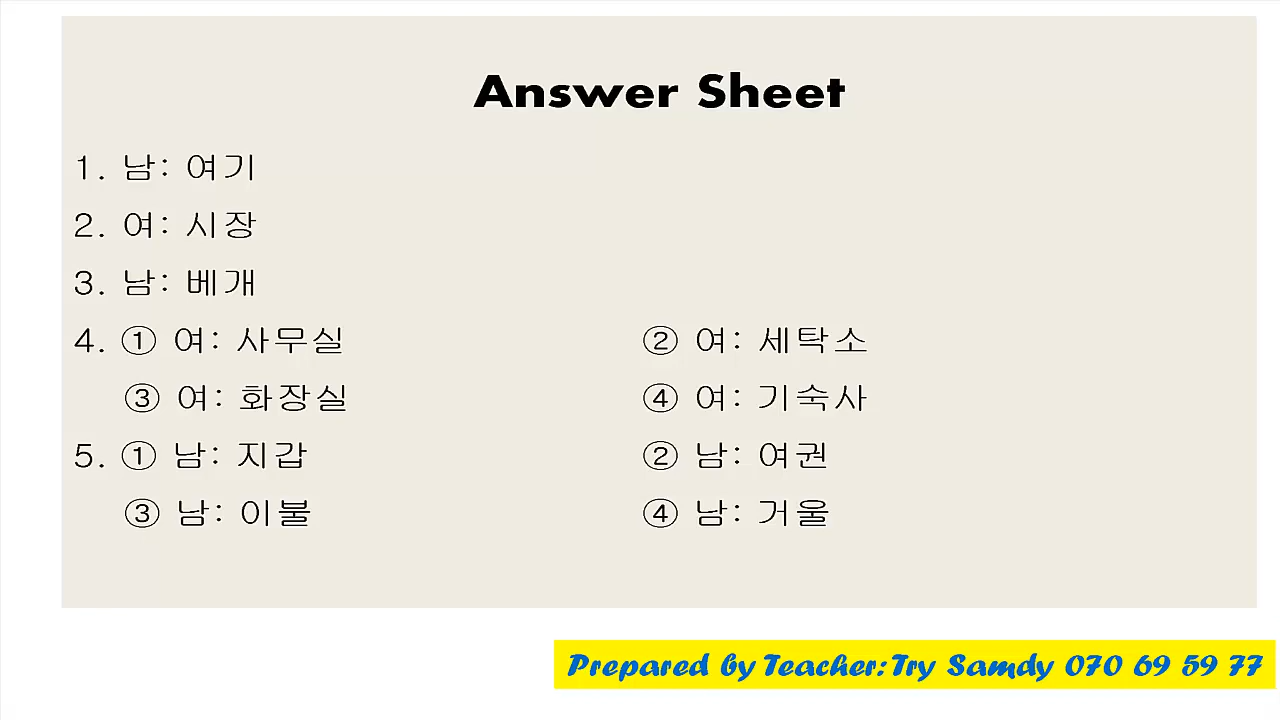 Answer Sheet
1. 남: 여기
2. 여: 시장
3. 남: 베개
4. ① 여: 사무실 ② 여: 세탁소
③ 여: 화장실 ④ 여: 기숙사
5. ① 남: 지갑 ② 남: 여권
③ 남: 이불 ④ 남: 거울
Prepared by Teacher: Try Samdy 070 69 59 77